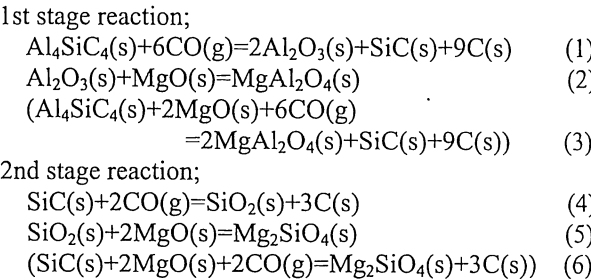 1st stage reaction;
Al₄SiC₄(s)+6CO(g)=2Al₂O₃(s)+SiC(s)+9C(s) (1)
Al₂O₃(s)+MgO(s)=MgAl₂O₄(s) (2)
(Al₄SiC₄(s)+2MgO(s)+6CO(g)
=2MgAl₂O₄(s)+SiC(s)+9C(s)) (3)
2nd stage reaction;
SiC(s)+2CO(g)=SiO₂(s)+3C(s) (4)
SiO₂(s)+2MgO(s)=Mg₂SiO₄(s) (5)
(SiC(s)+2MgO(s)+2CO(g)=Mg₂SiO₄(s)+3C(s)) (6)